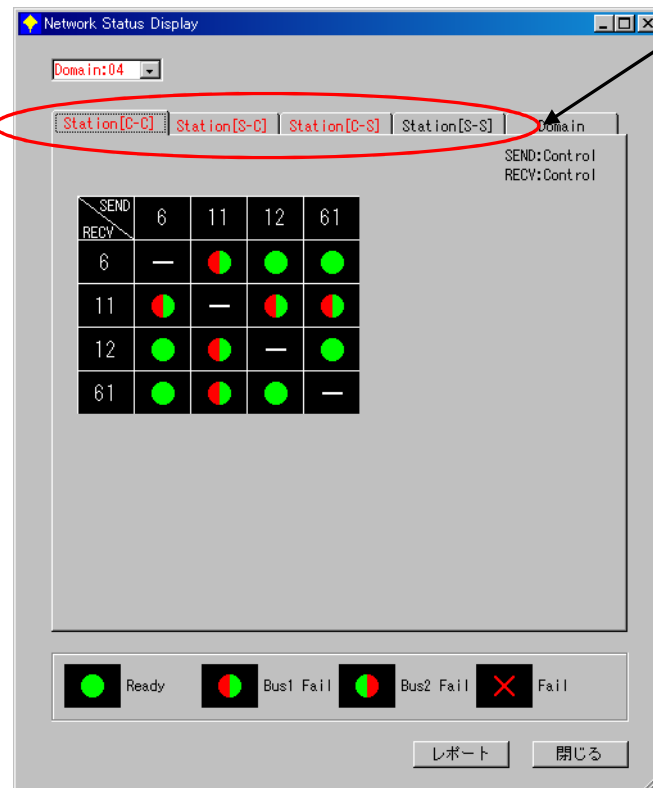 Network Status Display
Domain:04
Station[C-C] Station[S-C] Station[C-S] Station[S-S] Domain
SEND:Control
RECV:Control
SEND 6 11 12 61
RECV
6 —
11 —
12 —
61 —
Ready Bus1 Fail Bus2 Fail Fail
レポート 閉じる